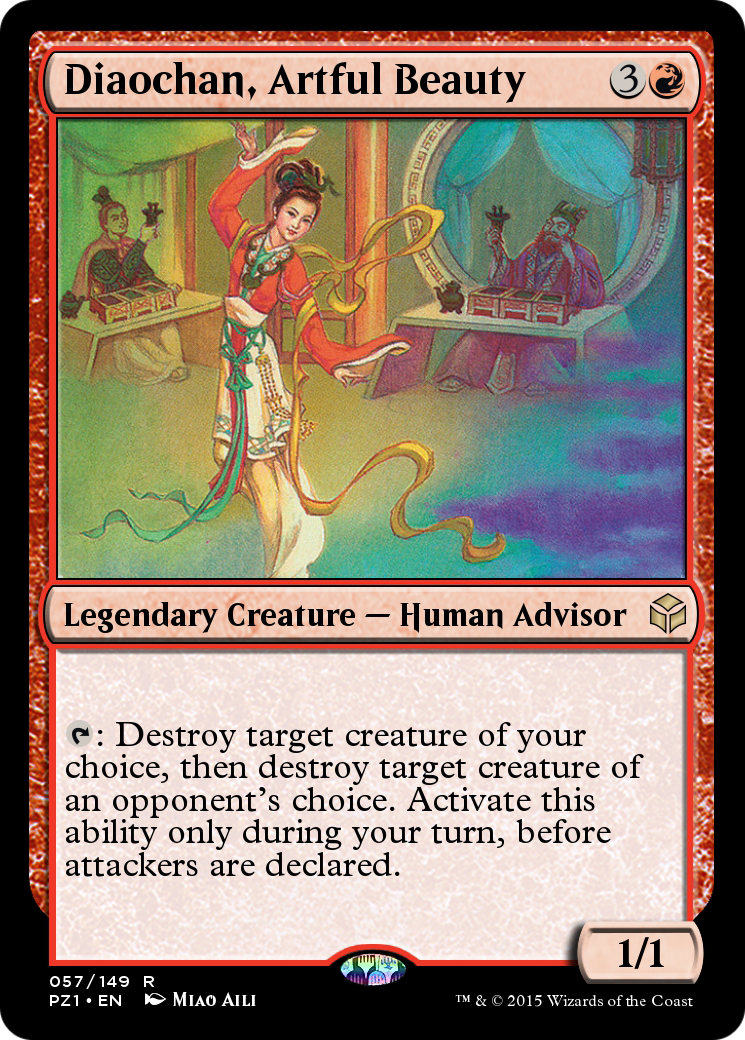 Diaochan, Artful Beauty 3
Legendary Creature — Human Advisor
: Destroy target creature of your
choice, then destroy target creature of
an opponent's choice. Activate this
ability only during your turn, before
attackers are declared.
1/1
057/149 R
PZ1 • EN Miao Aili
™ & © 2015 Wizards of the Coast